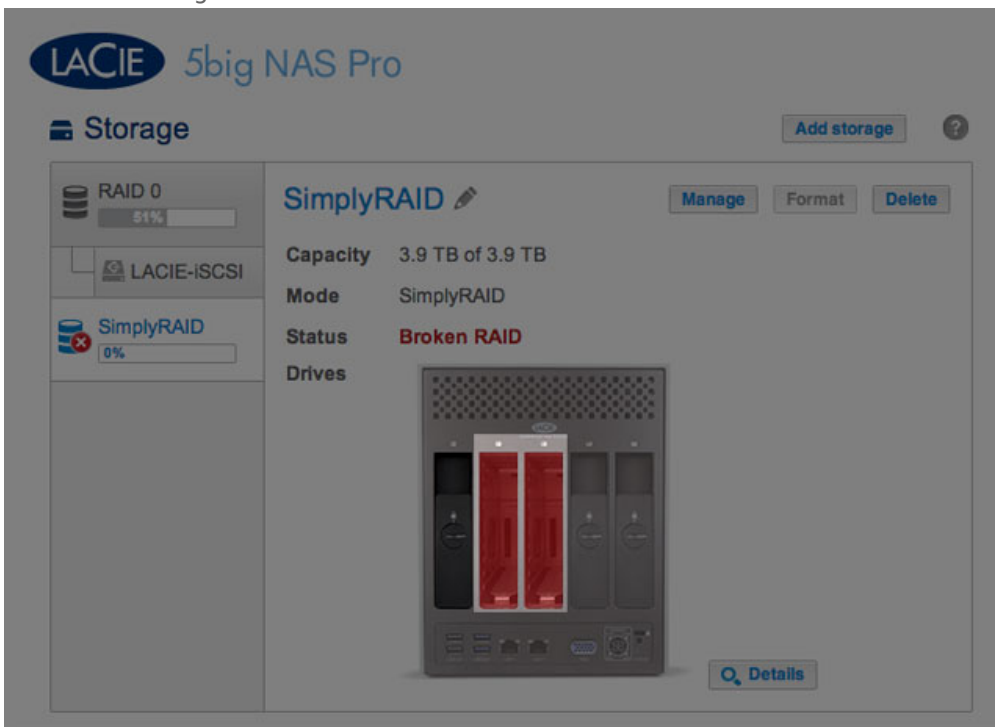 LACIE 5big NAS Pro
Storage
Add storage
?
RAID 0
51%
LACIE-iSCSI
SimplyRAID
0%
SimplyRAID
Manage
Format
Delete
Capacity 3.9 TB of 3.9 TB
Mode SimplyRAID
Status Broken RAID
Drives
LACIE
Details